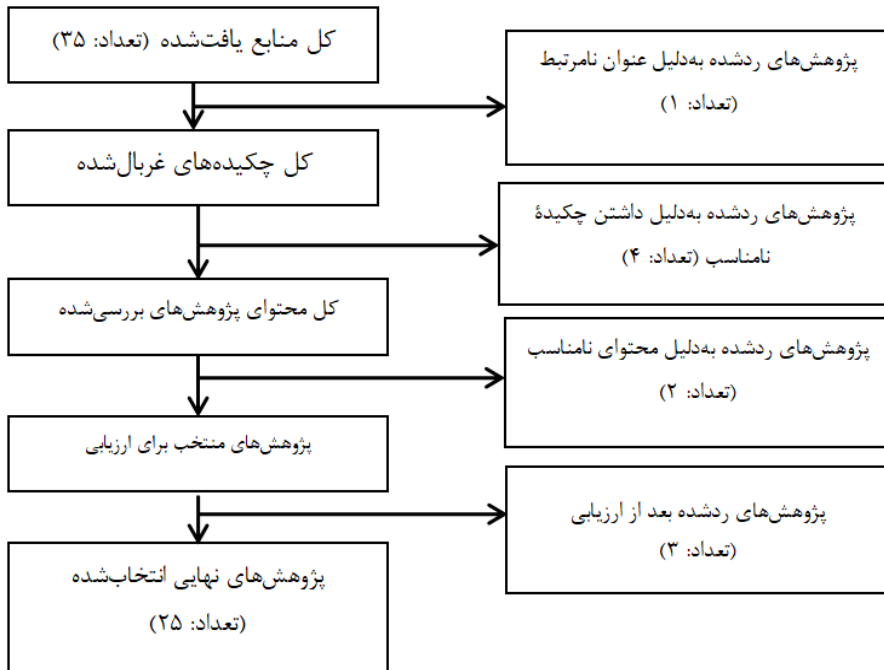 کل منابع یافت‌شده (تعداد: ۳۵)
پژوهش‌های ردشده به‌دلیل عنوان نامرتبط
(تعداد: ۱)
کل چکیده‌های غربال‌شده
پژوهش‌های ردشده به‌دلیل داشتن چکیدۀ
نامناسب (تعداد: ۴)
کل محتوای پژوهش‌های بررسی‌شده
پژوهش‌های ردشده به‌دلیل محتوای نامناسب
(تعداد: ۲)
پژوهش‌های منتخب برای ارزیابی
پژوهش‌های ردشده بعد از ارزیابی
(تعداد: ۳)
پژوهش‌های نهایی انتخاب‌شده
(تعداد: ۲۵)